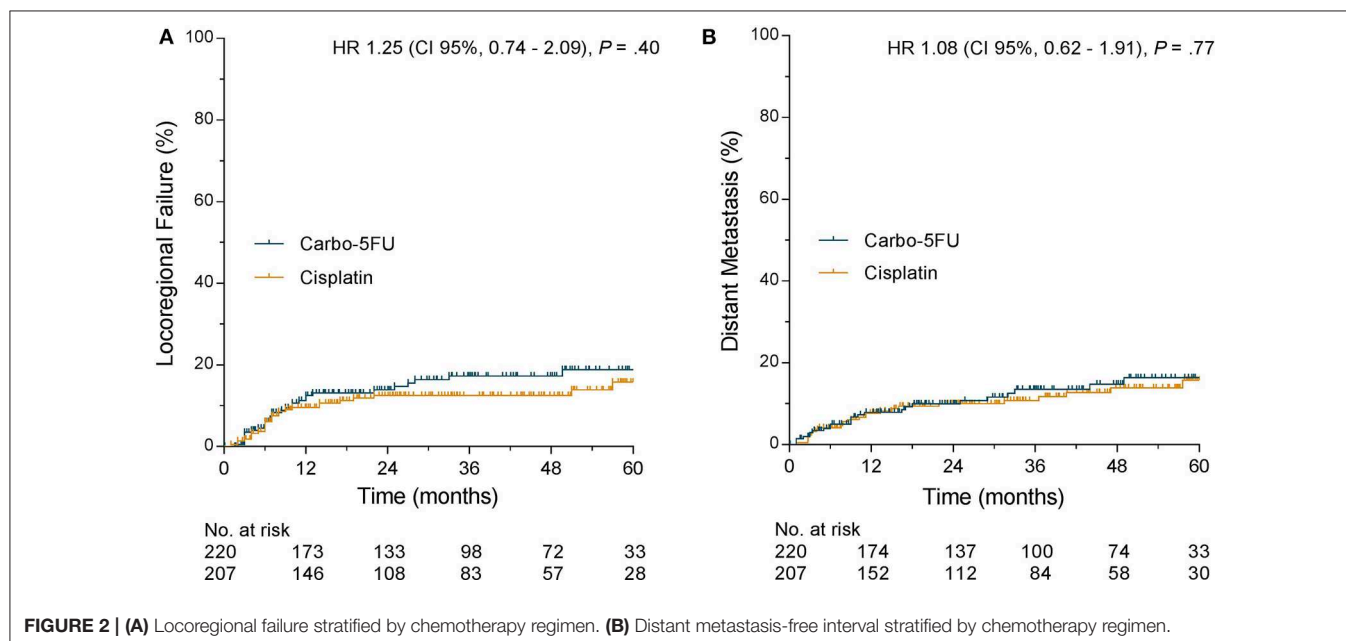 A
HR 1.25 (CI 95%, 0.74 - 2.09), P = .40
Locoregional Failure (%)
100
80
60
40
20
0
Carbo-5FU
Cisplatin
0 12 24 36 48 60
Time (months)
No. at risk
220 173 133 98 72 33
207 146 108 83 57 28
B
HR 1.08 (CI 95%, 0.62 - 1.91), P = .77
Distant Metastasis (%)
100
80
60
40
20
0
Carbo-5FU
Cisplatin
0 12 24 36 48 60
Time (months)
No. at risk
220 174 137 100 74 33
207 152 112 84 58 30
FIGURE 2 | (A) Locoregional failure stratified by chemotherapy regimen. (B) Distant metastasis-free interval stratified by chemotherapy regimen.